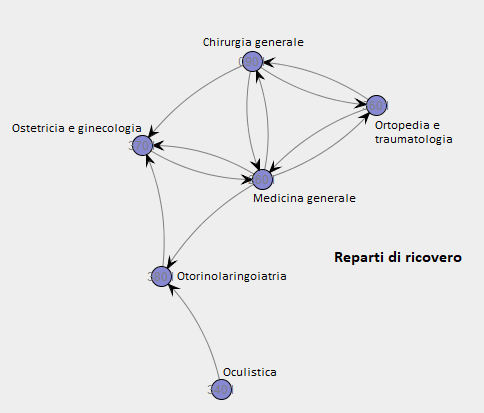 Chirurgia generale
Ostetricia e ginecologia
Ortopedia e
traumatologia
Medicina generale
Reparti di ricovero
Otorinolaringoiatria
Oculistica